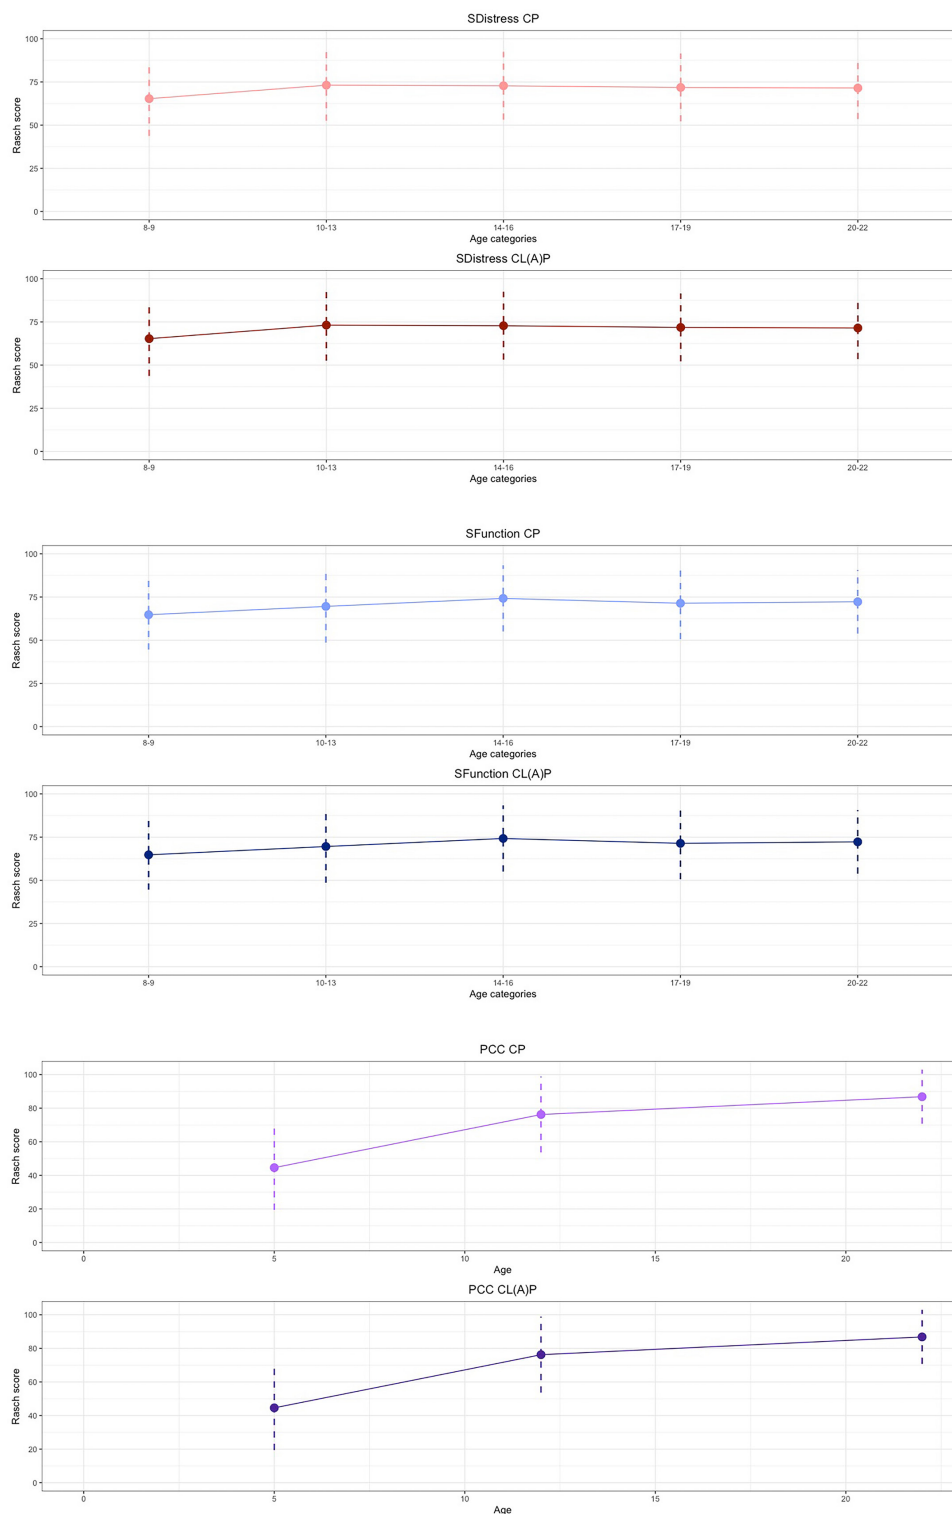 SDistress CP
100
75
50
25
0
Rasch score
8-9 10-13 14-16 17-19 20-22
Age categories
SDistress CL(A)P
100
75
50
25
0
Rasch score
8-9 10-13 14-16 17-19 20-22
Age categories
SFunction CP
100
75
50
25
0
Rasch score
8-9 10-13 14-16 17-19 20-22
Age categories
SFunction CL(A)P
100
75
50
25
0
Rasch score
8-9 10-13 14-16 17-19 20-22
Age categories
PCC CP
100
80
60
40
20
0
Rasch score
0 5 10 15 20
Age
PCC CL(A)P
100
80
60
40
20
0
Rasch score
0 5 10 15 20
Age